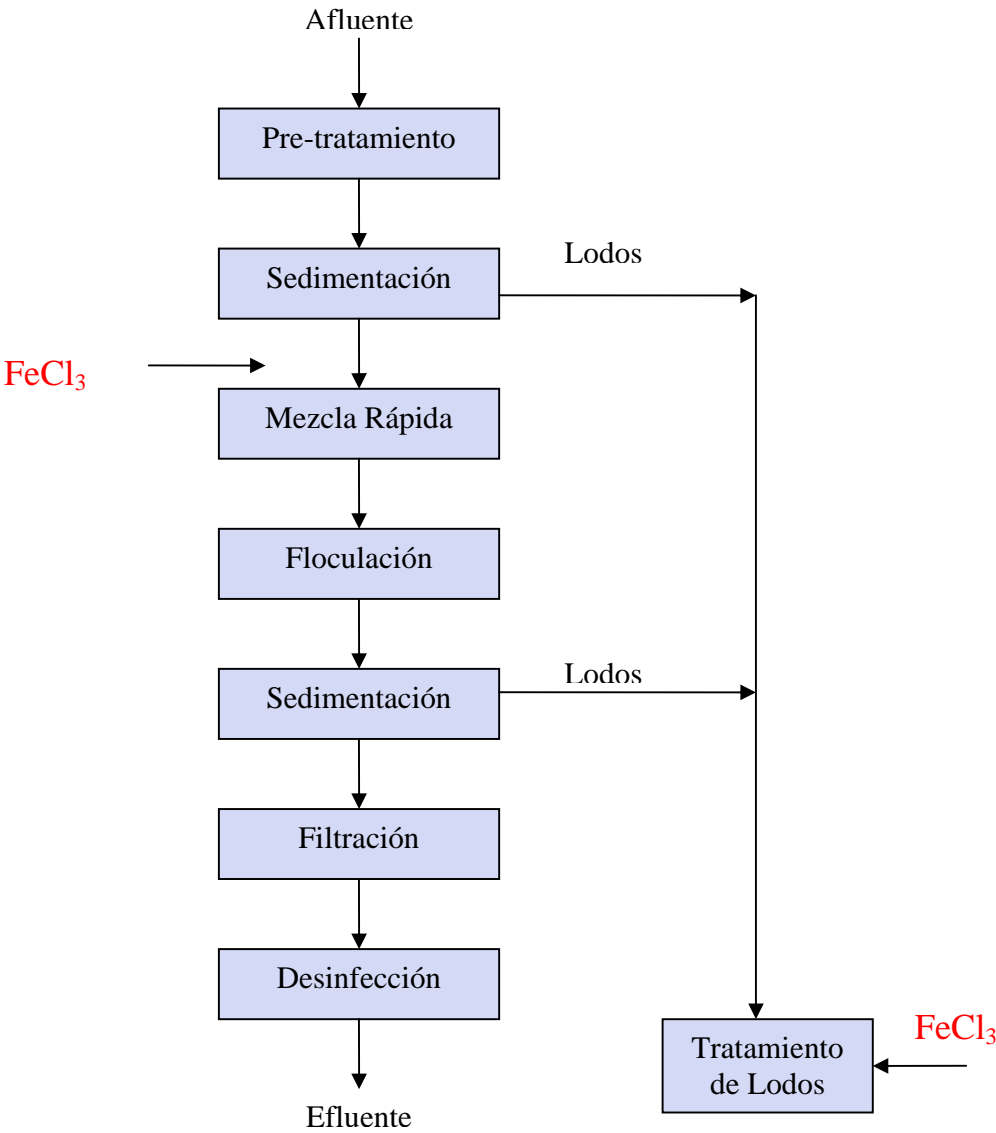 Afluente
Pre-tratamiento
Sedimentación
Lodos
FeCl₃
Mezcla Rápida
Floculación
Sedimentación
Lodos
Filtración
Desinfección
Efluente
Tratamiento
de Lodos
FeCl₃